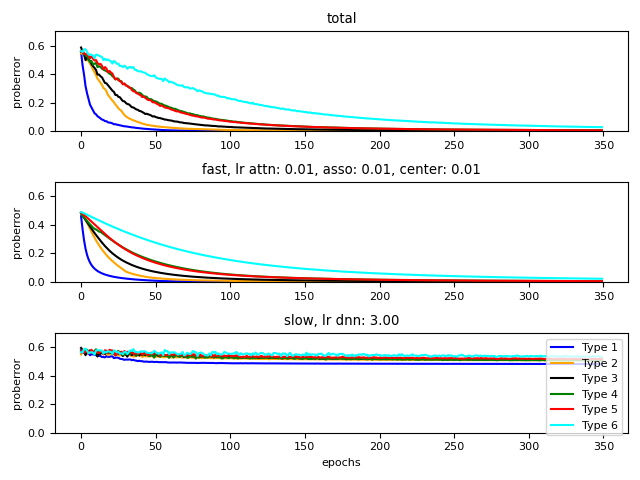 total
proberror
0.6
0.4
0.2
0.0
0 50 100 150 200 250 300 350
fast, lr attn: 0.01, asso: 0.01, center: 0.01
proberror
0.6
0.4
0.2
0.0
0 50 100 150 200 250 300 350
slow, lr dnn: 3.00
proberror
0.6
0.4
0.2
0.0
Type 1
Type 2
Type 3
Type 4
Type 5
Type 6
0 50 100 150 200 250 300 350
epochs